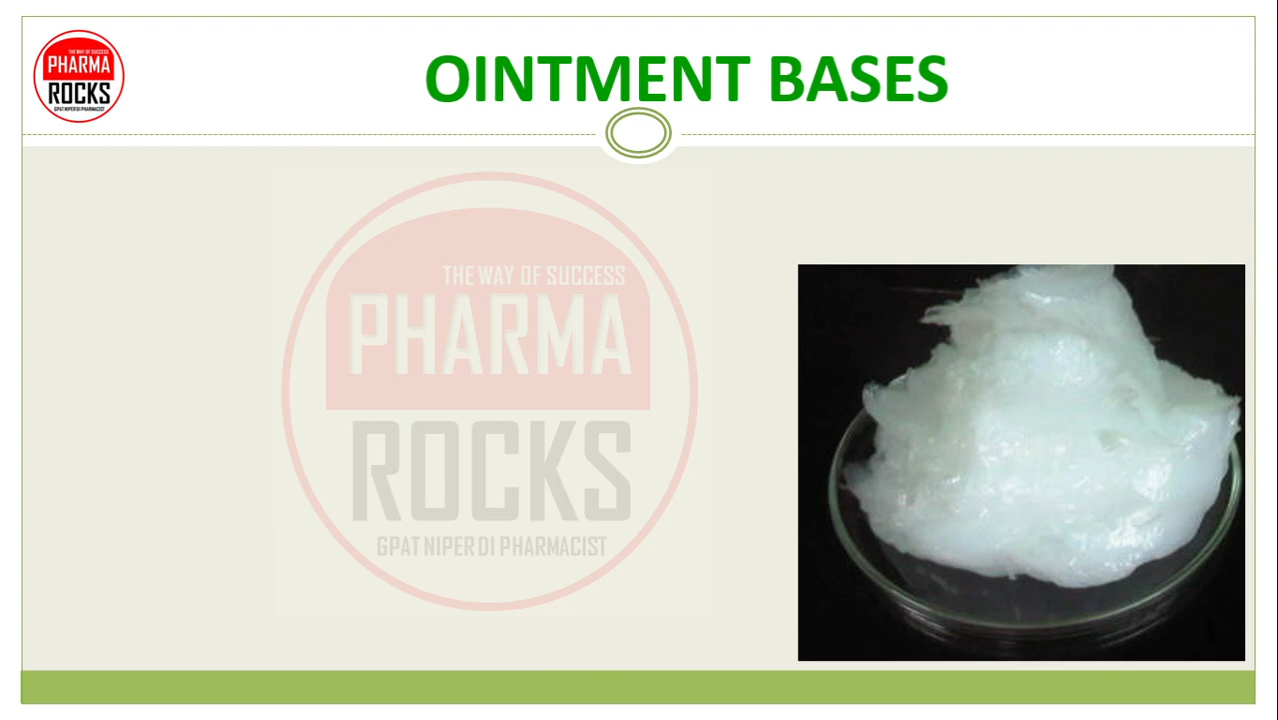 THE WAY OF SUCCESS
PHARMA
ROCKS
GPAT NIPER DI PHARMACIST
OINTMENT BASES
THE WAY OF SUCCESS
PHARMA
ROCKS
GPAT NIPER DI PHARMACIST